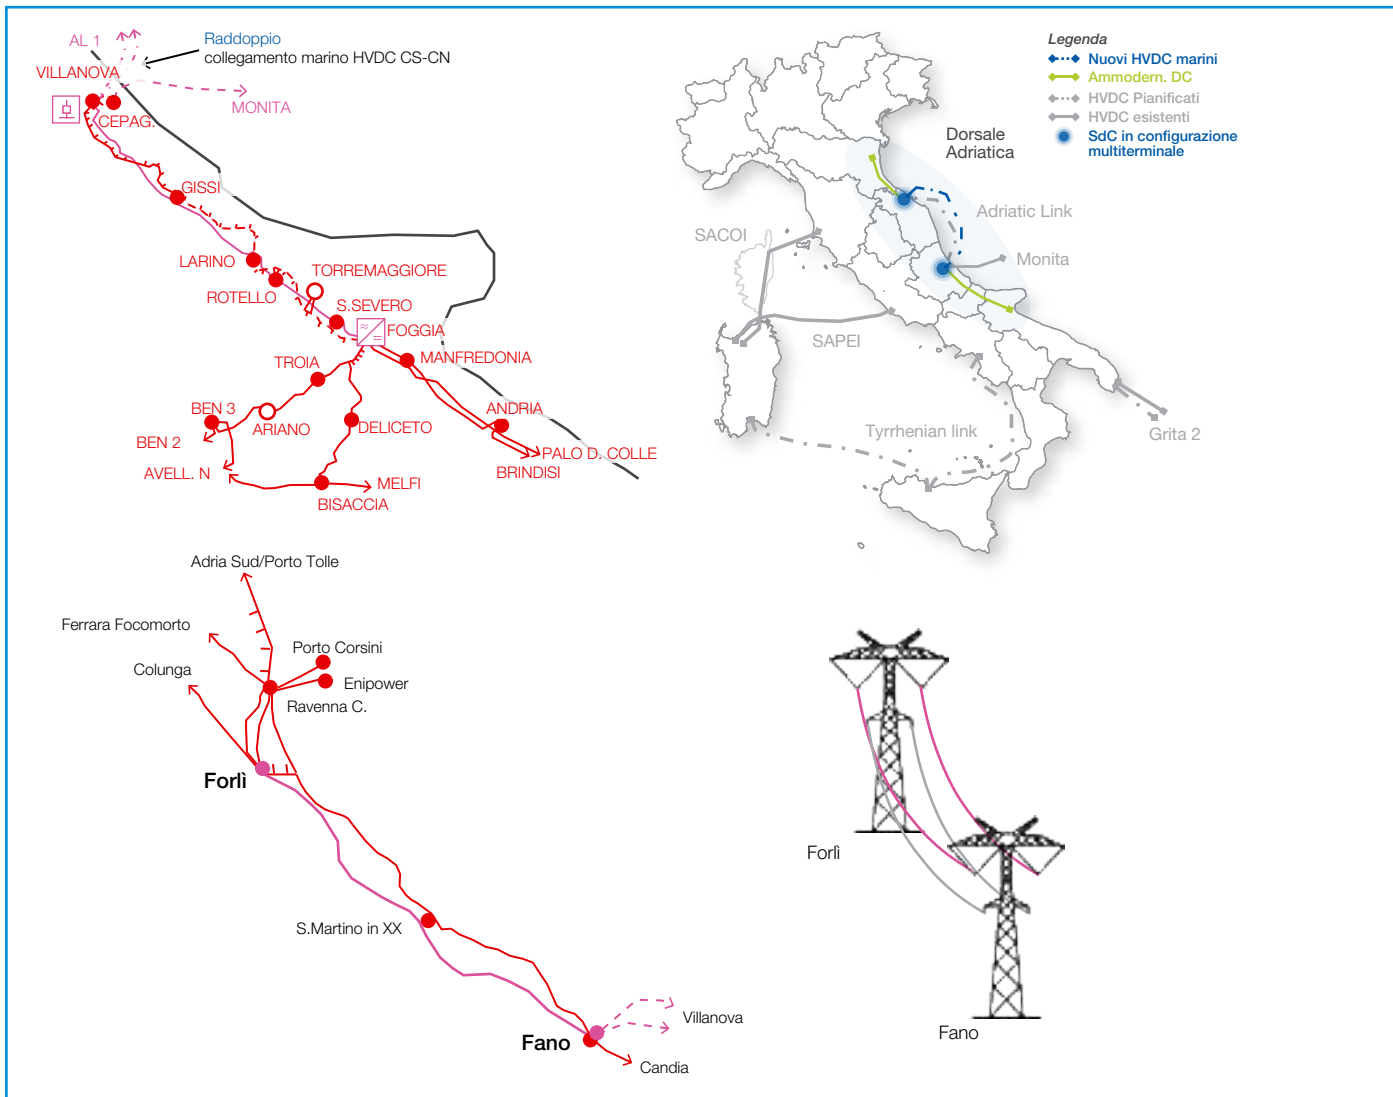 AL 1
Raddoppio
collegamento marino HVDC CS-CN
VILLANOVA
MONITA
CEPAG.
GISSI
LARINO
TORREMAGGIORE
ROTELLO
S.SEVERO
FOGGIA
TROIA
MANFREDONIA
BEN 3
ANDRIA
ARIANO
DELICETO
BEN 2
PALO D. COLLE
AVELL. N
BRINDISI
MELFI
BISACCIA
Legenda
Nuovi HVDC marini
Ammodern. DC
HVDC Pianificati
HVDC esistenti
SdC in configurazione
multiterminale
Dorsale
Adriatica
Adriatic Link
SACOI
Monita
SAPEI
Tyrrhenian link
Grita 2
Adria Sud/Porto Tolle
Ferrara Focomorto
Porto Corsini
Colunga
Enipower
Ravenna C.
Forlì
S.Martino in XX
Villanova
Fano
Candia
Forlì
Fano